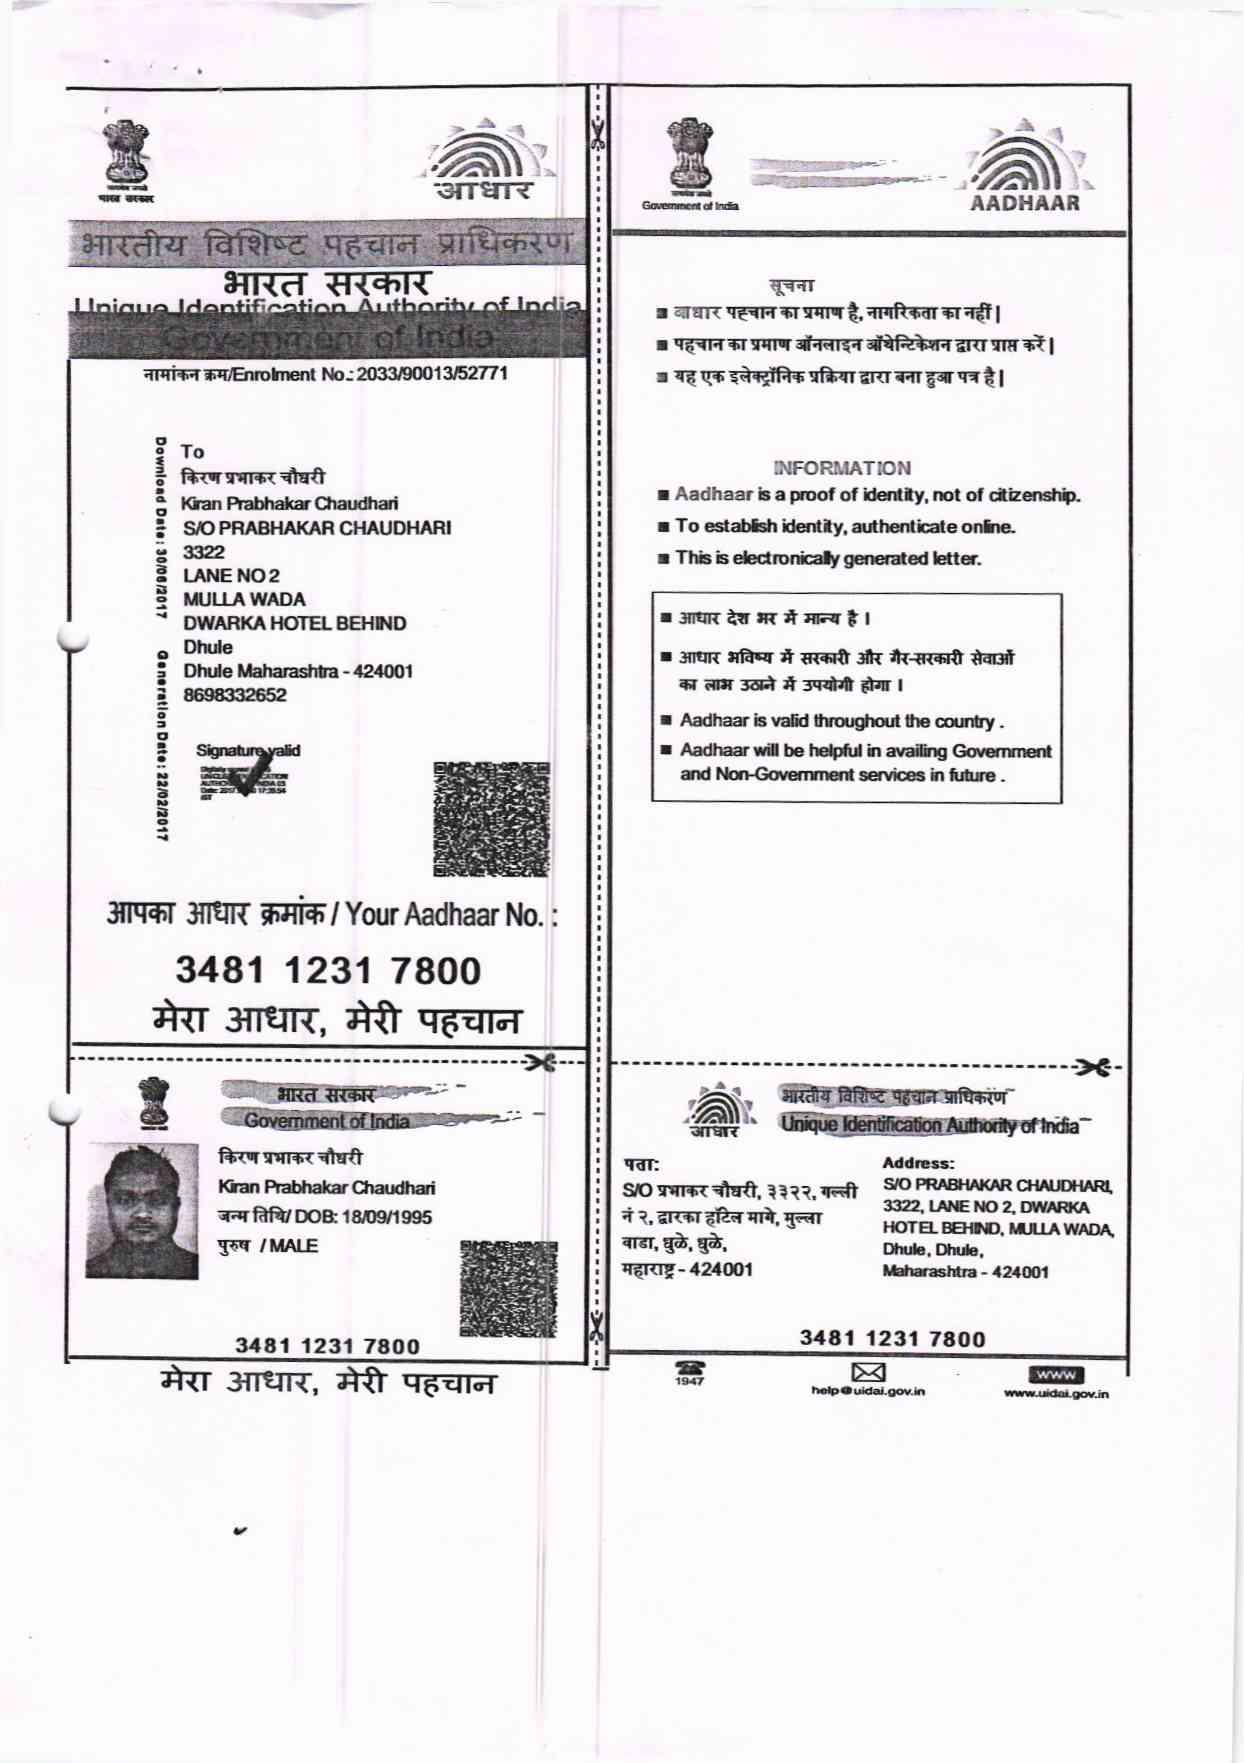 भारत सरकार
आधार
भारतीय विशिष्ट पहचान प्राधिकरण
भारत सरकार
Unique Identification Authority of India
Government of India
नामांकन क्रम/Enrolment No.: 2033/90013/52771
Download Date: 30/06/2017 Generation Date: 22/02/2017
To
किरण प्रभाकर चौधरी
Kiran Prabhakar Chaudhari
S/O PRABHAKAR CHAUDHARI
3322
LANE NO 2
MULLA WADA
DWARKA HOTEL BEHIND
Dhule
Dhule Maharashtra - 424001
8698332652
Signature valid
आपका आधार क्रमांक / Your Aadhaar No. :
3481 1231 7800
मेरा आधार, मेरी पहचान
भारत सरकार
Government of India
किरण प्रभाकर चौधरी
Kiran Prabhakar Chaudhari
जन्म तिथि/ DOB: 18/09/1995
पुरुष / MALE
3481 1231 7800
मेरा आधार, मेरी पहचान
Government of India
AADHAAR
सूचना
आधार पहचान का प्रमाण है, नागरिकता का नहीं |
पहचान का प्रमाण ऑनलाइन ऑथेन्टिकेशन द्वारा प्राप्त करें |
यह एक इलेक्ट्रॉनिक प्रक्रिया द्वारा बना हुआ पत्र है |
INFORMATION
Aadhaar is a proof of identity, not of citizenship.
To establish identity, authenticate online.
This is electronically generated letter.
आधार देश भर में मान्य है ।
आधार भविष्य में सरकारी और गैर-सरकारी सेवाओं
का लाभ उठाने में उपयोगी होगा ।
Aadhaar is valid throughout the country .
Aadhaar will be helpful in availing Government
and Non-Government services in future .
आधार
भारतीय विशिष्ट पहचान प्राधिकरण
Unique Identification Authority of India
पता:
S/O प्रभाकर चौधरी, ३३२२, गल्ली
नं २, द्वारका हॉटेल मागे, मुल्ला
वाडा, धुळे, धुळे,
महाराष्ट्र - 424001
Address:
S/O PRABHAKAR CHAUDHARI,
3322, LANE NO 2, DWARKA
HOTEL BEHIND, MULLA WADA,
Dhule, Dhule,
Maharashtra - 424001
3481 1231 7800
1947
help@uidai.gov.in
www
www.uidai.gov.in